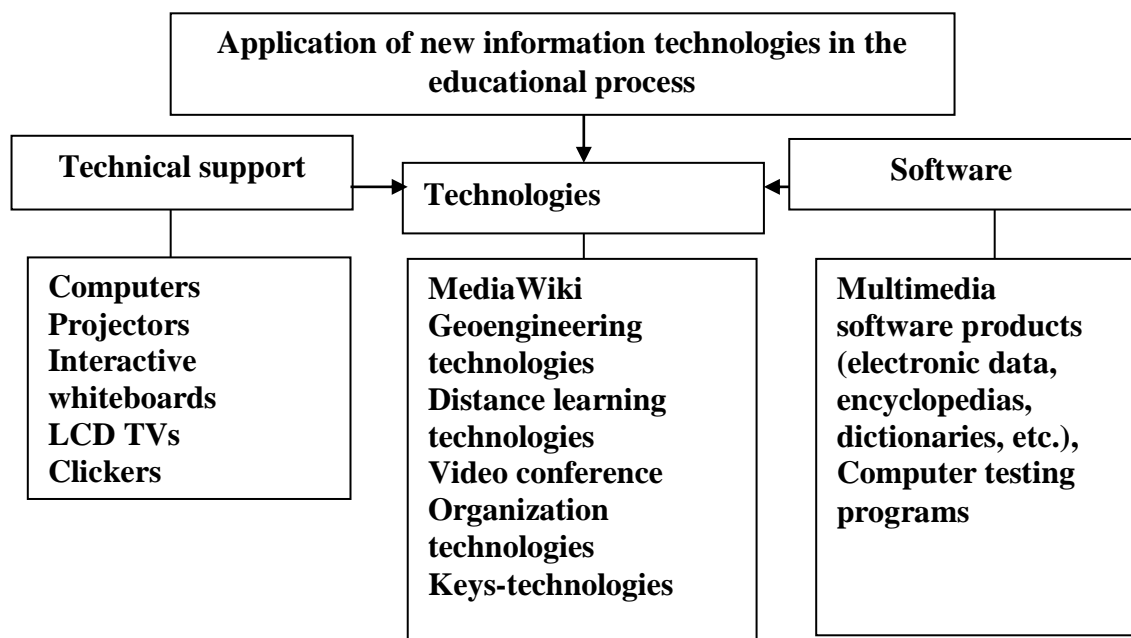 Application of new information technologies in the
educational process
Technical support
Technologies
Software
Computers
Projectors
Interactive
whiteboards
LCD TVs
Clickers
MediaWiki
Geoengineering
technologies
Distance learning
technologies
Video conference
Organization
technologies
Keys-technologies
Multimedia
software products
(electronic data,
encyclopedias,
dictionaries, etc.),
Computer testing
programs